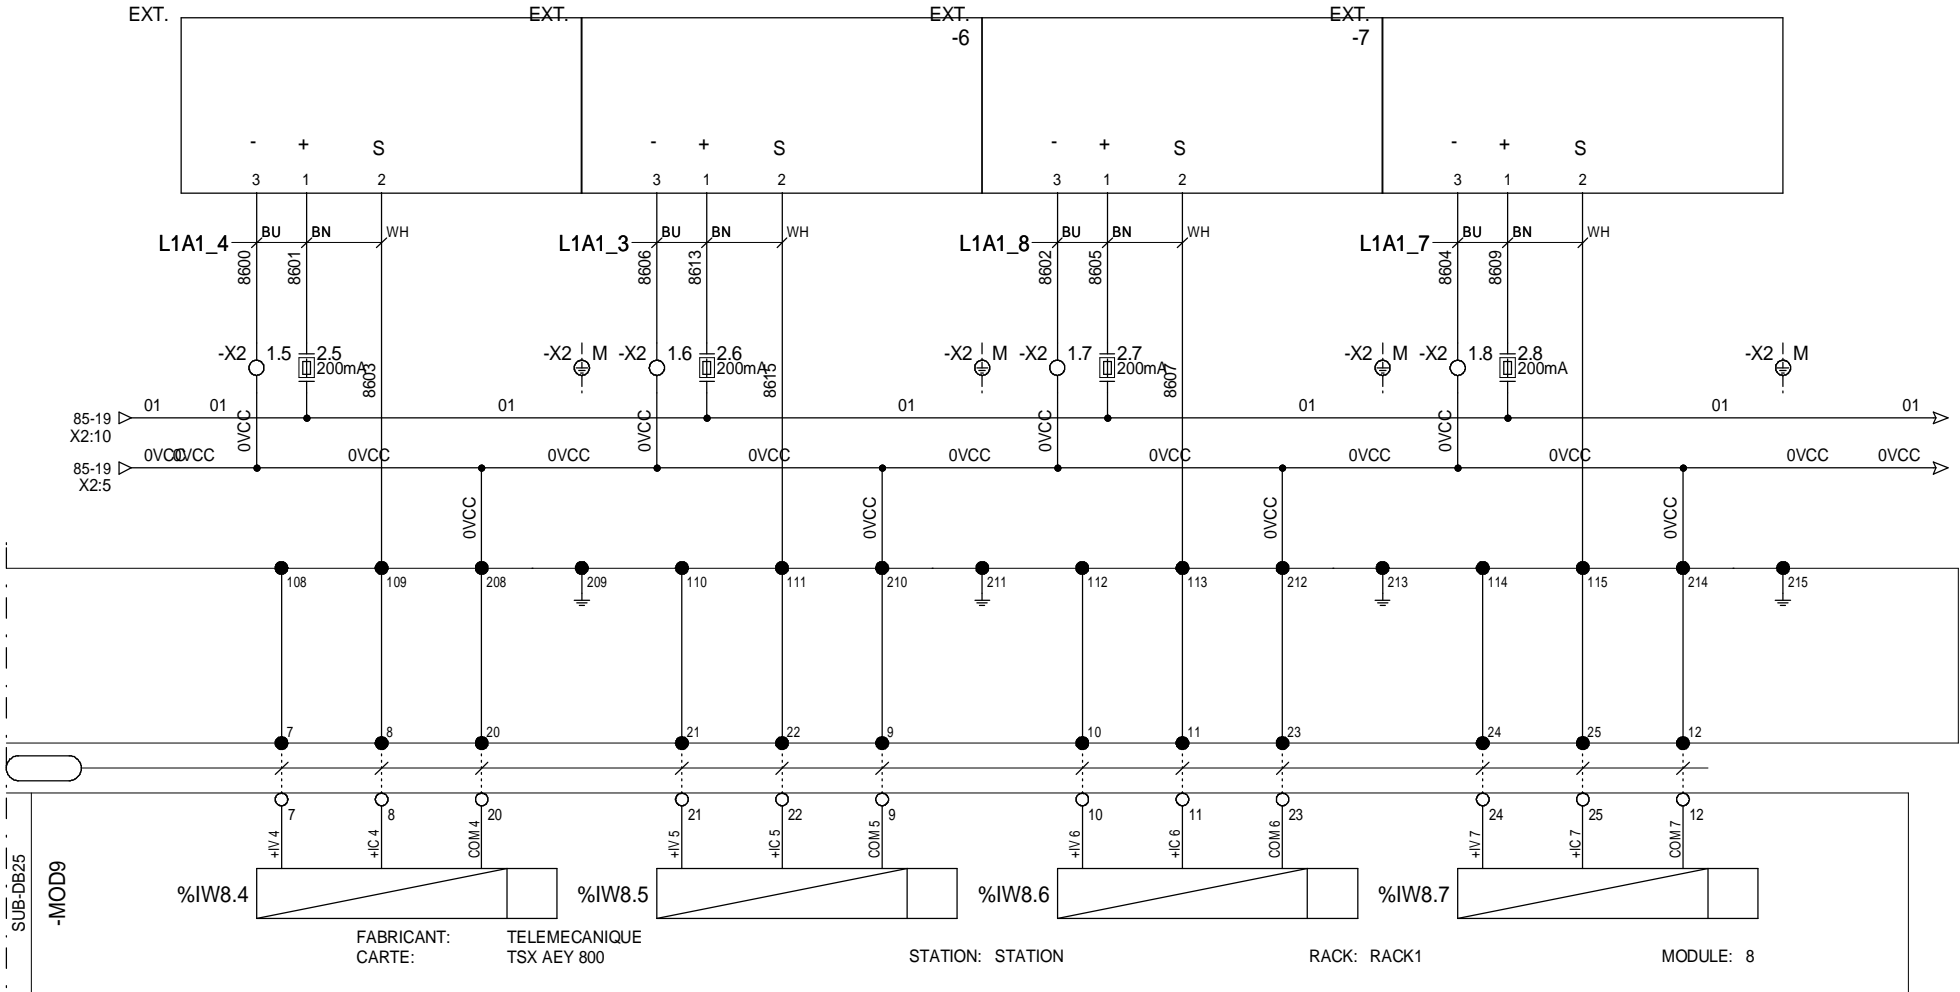 EXT. EXT. EXT. EXT.
-6 -7
- + S - + S - + S - + S
3 1 2 3 1 2 3 1 2 3 1 2
L1A1_4 BU BN WH L1A1_3 BU BN WH L1A1_8 BU BN WH L1A1_7 BU BN WH
8600 8601 8606 8613 8602 8605 8604 8609
-X2 1.5 2.5 -X2 M -X2 1.6 2.6 -X2 M -X2 1.7 2.7 -X2 M -X2 1.8 2.8 -X2 M
200mA 200mA 200mA 200mA
8603 8615 8607
85-19 01 01 01 01 01 01 01
X2:10
0VCC 0VCC 0VCC 0VCC
85-19 0VCC 0VCC 0VCC 0VCC 0VCC 0VCC 0VCC 0VCC 0VCC 0VCC 0VCC
X2:5
0VCC 0VCC 0VCC 0VCC
108 109 208 209 110 111 210 211 112 113 212 213 114 115 214 215
7 8 20 21 22 9 10 11 23 24 25 12
7 8 20 21 22 9 10 11 23 24 25 12
+IV 4 +IC 4 COM 4 +IV 5 +IC 5 COM 5 +IV 6 +IC 6 COM 6 +IV 7 +IC 7 COM 7
SUB-DB25
-MOD9
%IW8.4 %IW8.5 %IW8.6 %IW8.7
FABRICANT: TELEMECANIQUE
CARTE: TSX AEY 800 STATION: STATION RACK: RACK1 MODULE: 8